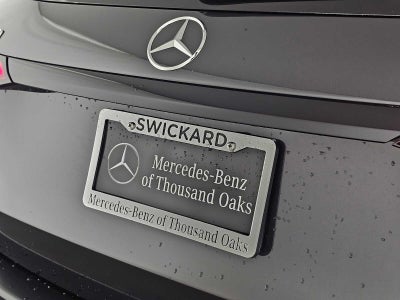 SWICKARD
Mercedes-Benz
of Thousand Oaks
Mercedes-Benz of Thousand Oaks